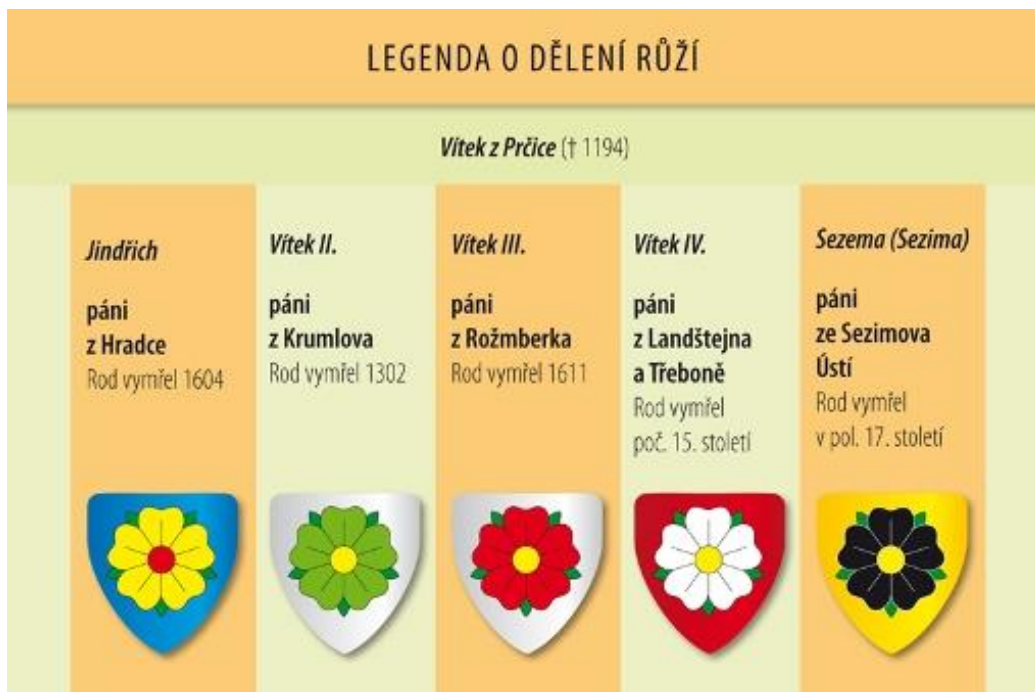 LEGENDA O DĚLENÍ RŮŽÍ
Vítek z Prčice († 1194)
Jindřich
páni
z Hradce
Rod vymřel 1604
Vítek II.
páni
z Krumlova
Rod vymřel 1302
Vítek III.
páni
z Rožmberka
Rod vymřel 1611
Vítek IV.
páni
z Landštejna
a Třeboně
Rod vymřel
poč. 15. století
Sezema (Sezima)
páni
ze Sezimova
Ústí
Rod vymřel
v pol. 17. století